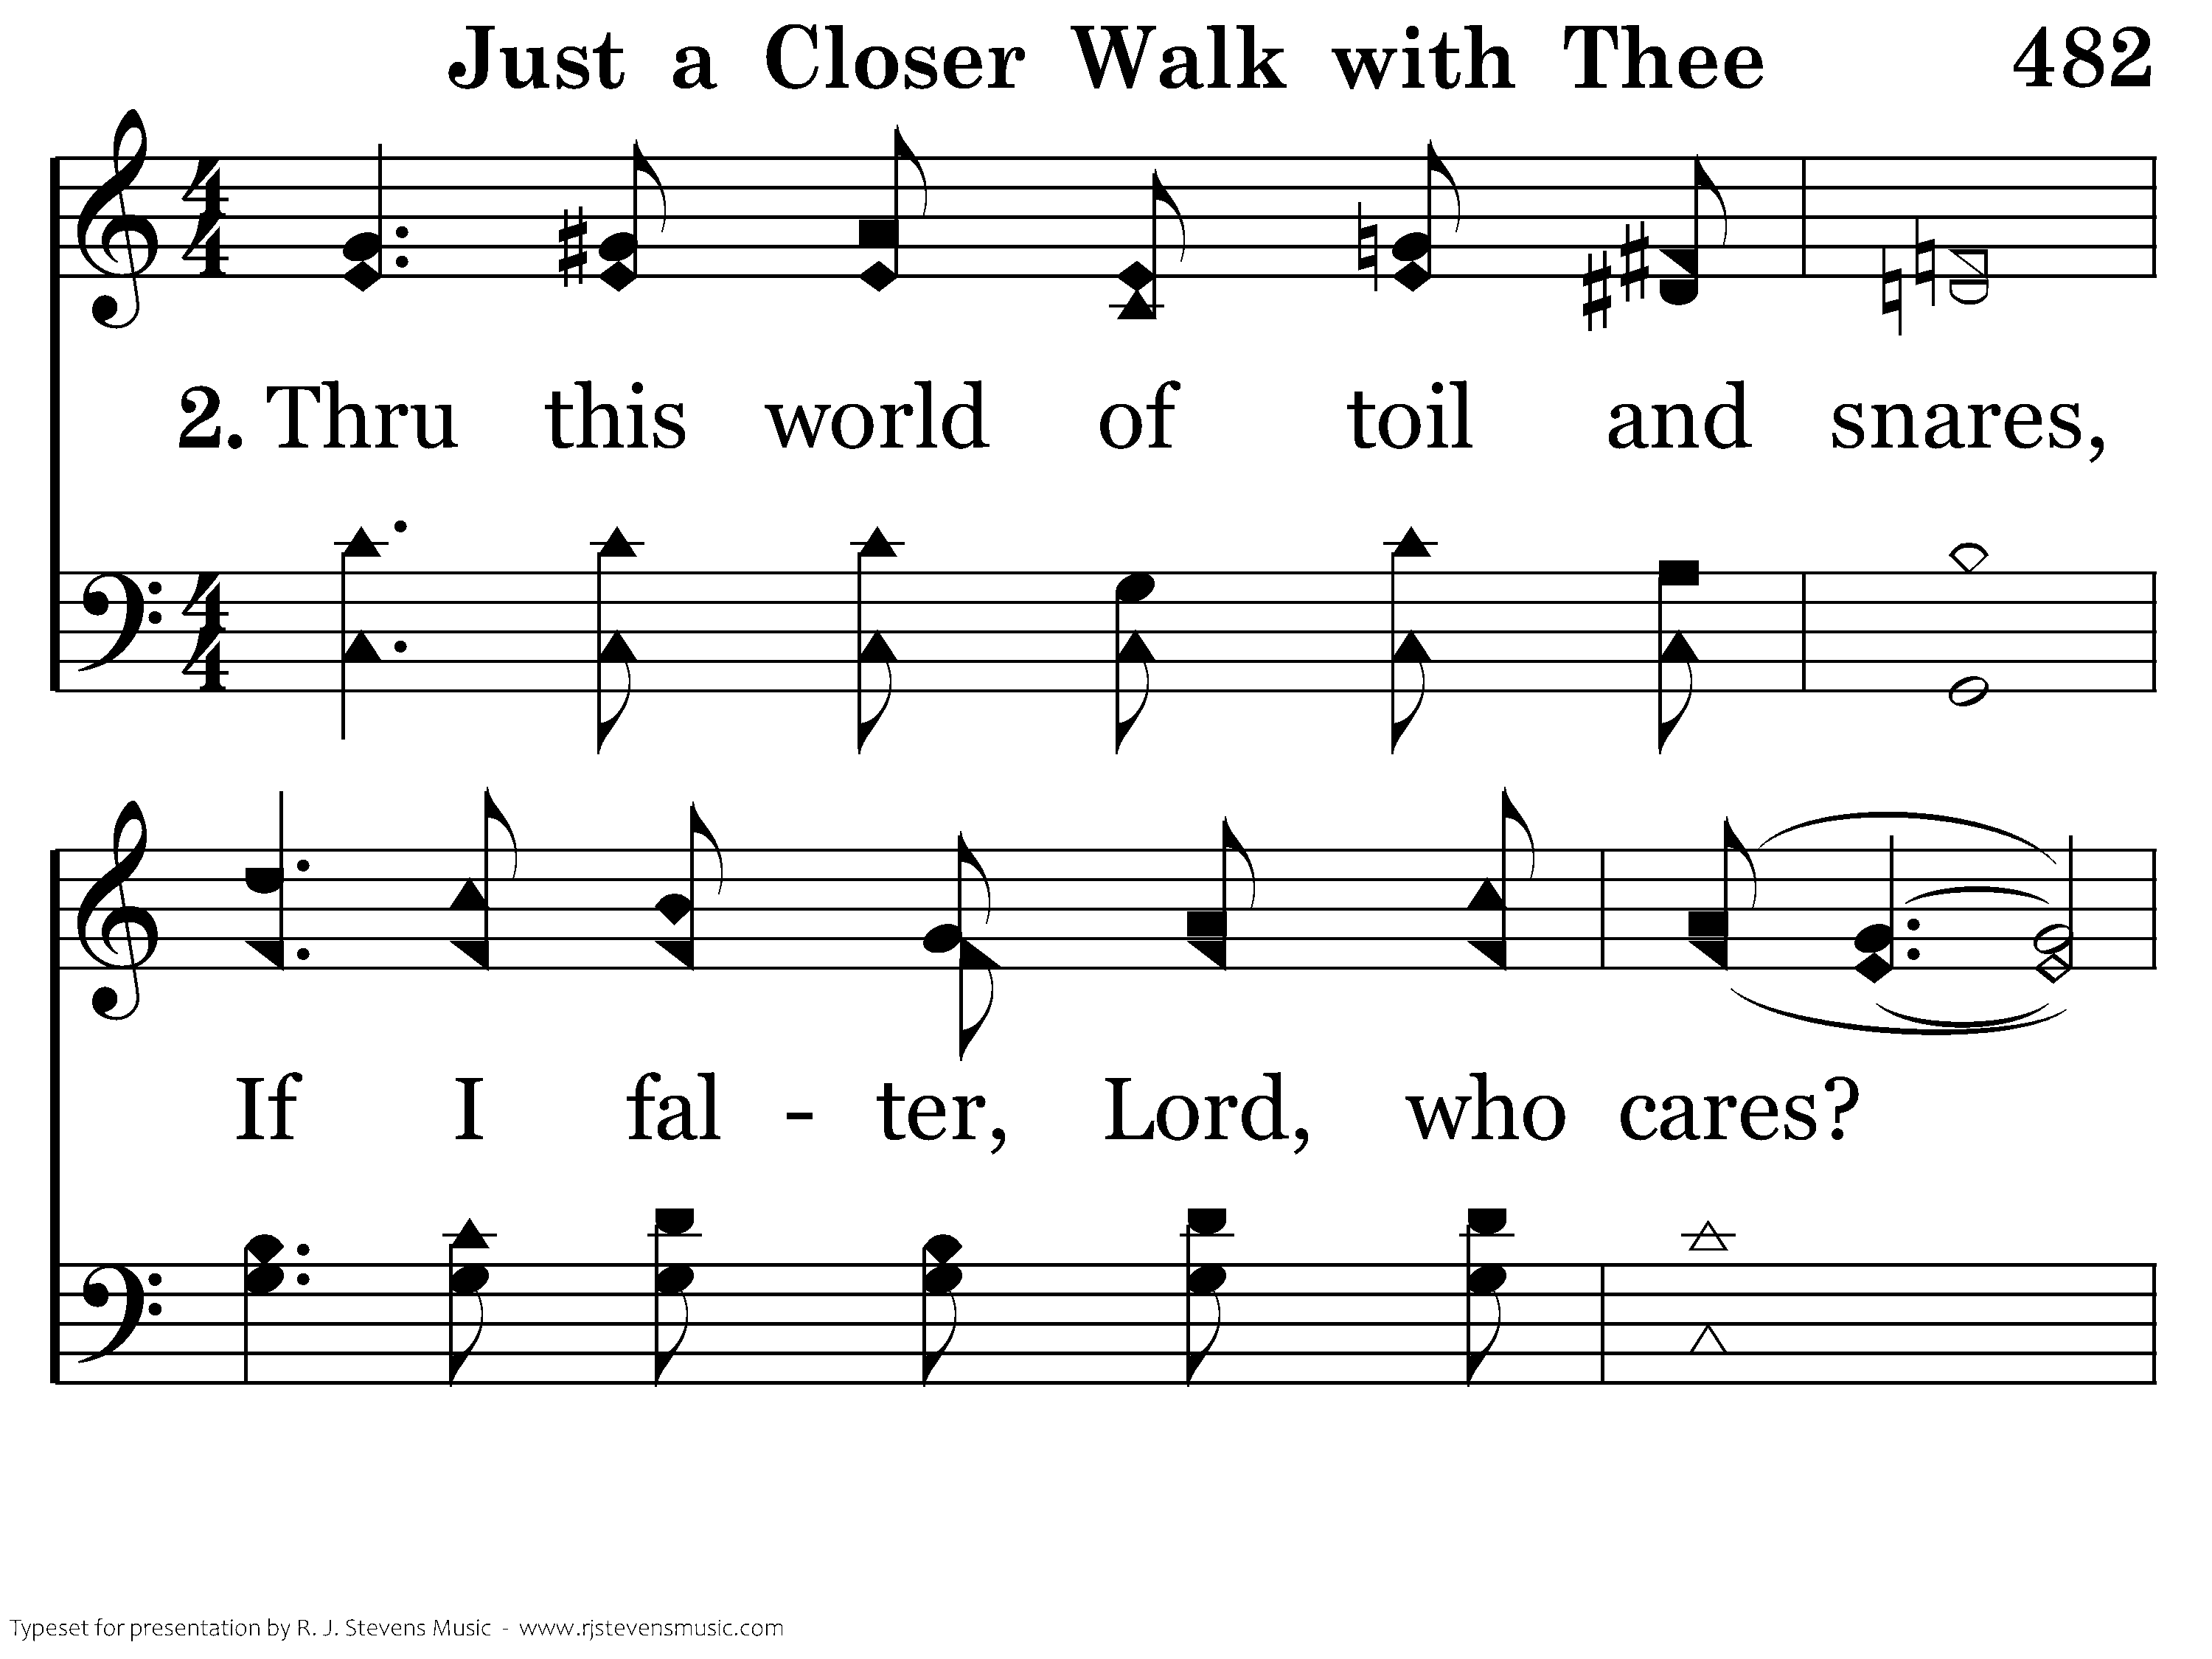 Just a Closer Walk with Thee 482
2. Thru this world of toil and snares,
If I fal - ter, Lord, who cares?
Typeset for presentation by R. J. Stevens Music - www.rjstevensmusic.com